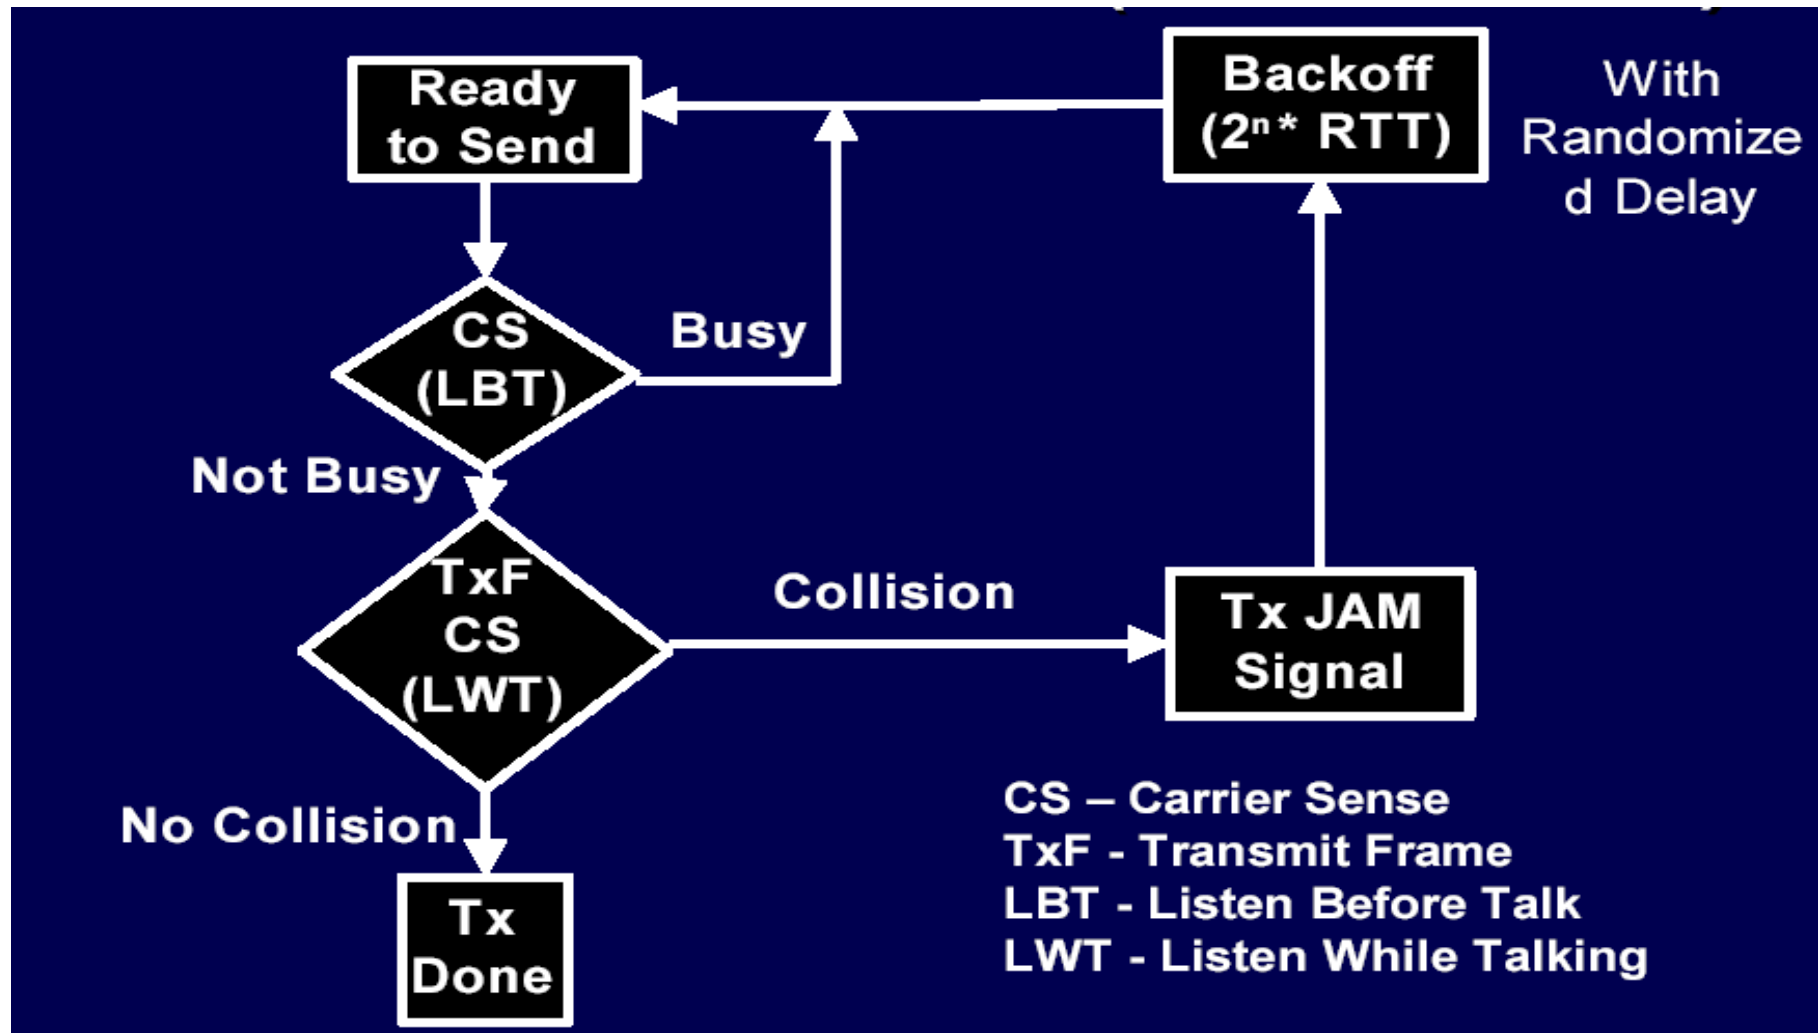 Ready
to Send
Backoff
(2ⁿ* RTT)
With
Randomize
d Delay
CS
(LBT)
Busy
Not Busy
TxF
CS
(LWT)
Collision
Tx JAM
Signal
No Collision
Tx
Done
CS – Carrier Sense
TxF - Transmit Frame
LBT - Listen Before Talk
LWT - Listen While Talking